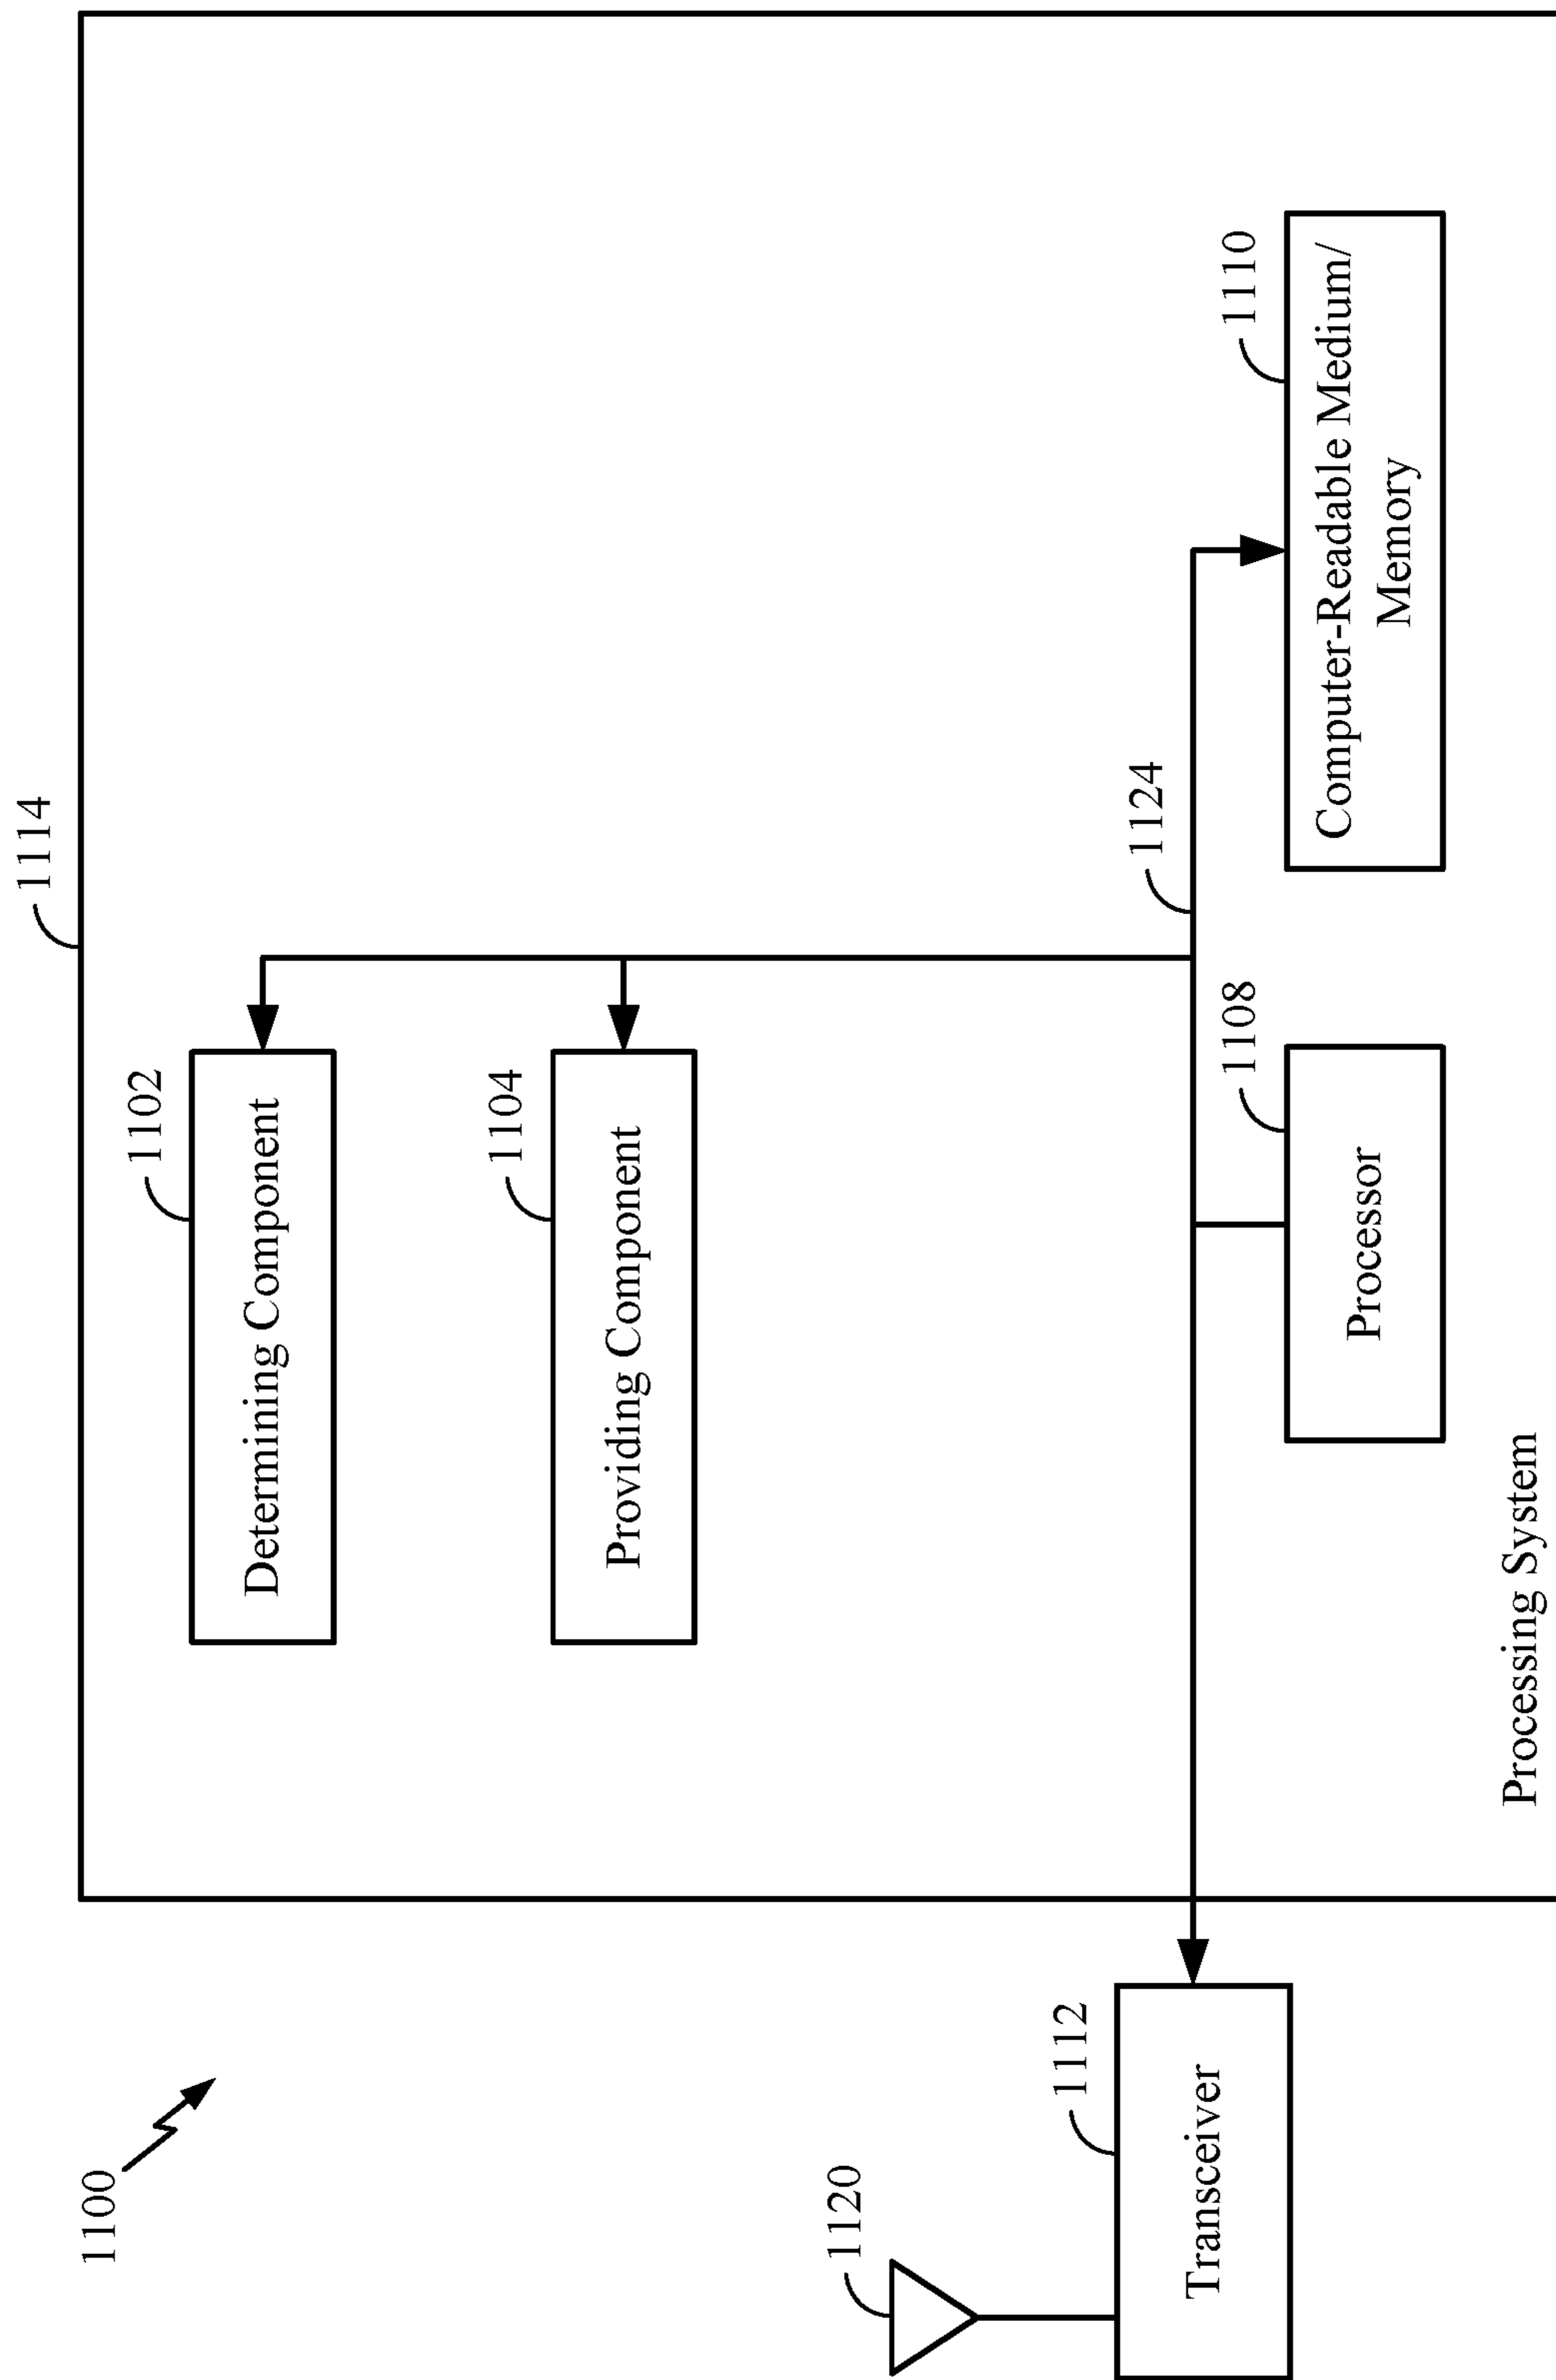 1100
1114
1102
Determining Component
1104
Providing Component
1120
1112
Transceiver
1124
1108
Processor
1110
Computer-Readable Medium/
Memory
Processing System